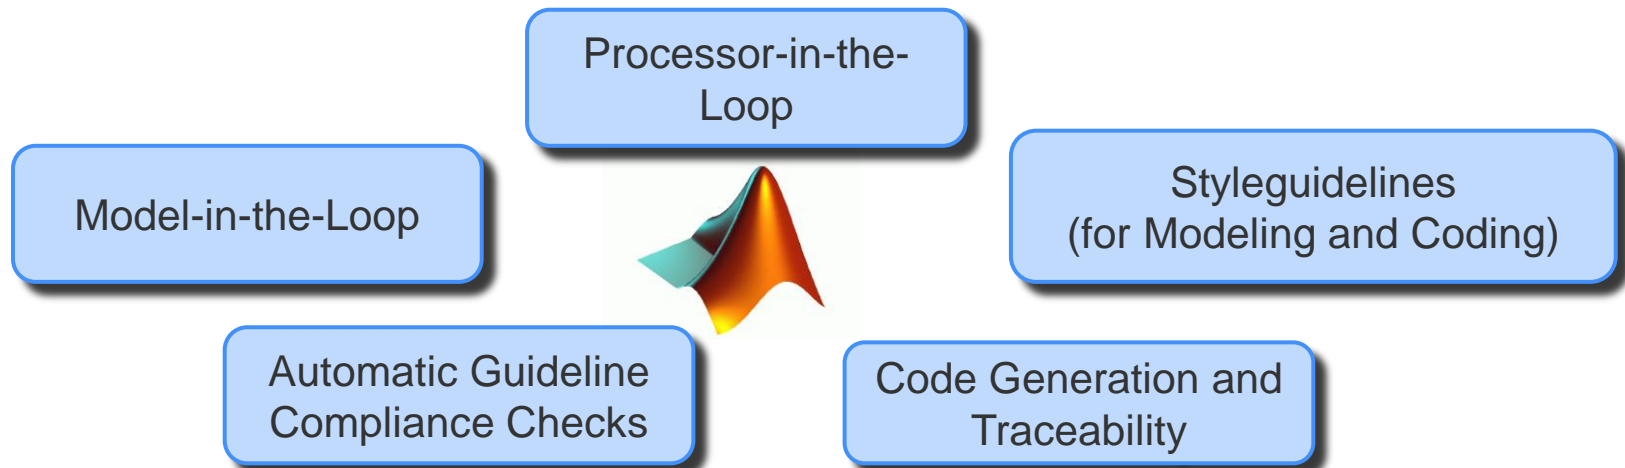 Processor-in-the-
Loop
Model-in-the-Loop
Styleguidelines
(for Modeling and Coding)
Automatic Guideline
Compliance Checks
Code Generation and
Traceability